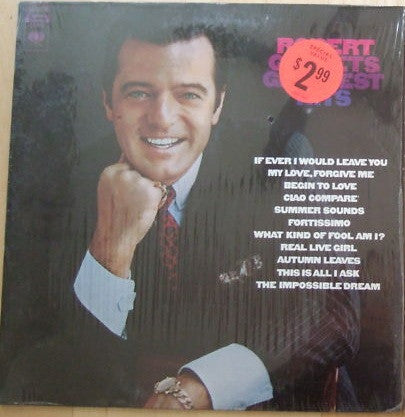 ROBERT
$2.99
IF EVER I WOULD LEAVE YOU
MY LOVE, FORGIVE ME
BEGIN TO LOVE
CIAO COMPARE
SUMMER SOUNDS
FORTISSIMO
WHAT KIND OF FOOL AM I?
REAL LIVE GIRL
AUTUMN LEAVES
THIS IS ALL I ASK
THE IMPOSSIBLE DREAM